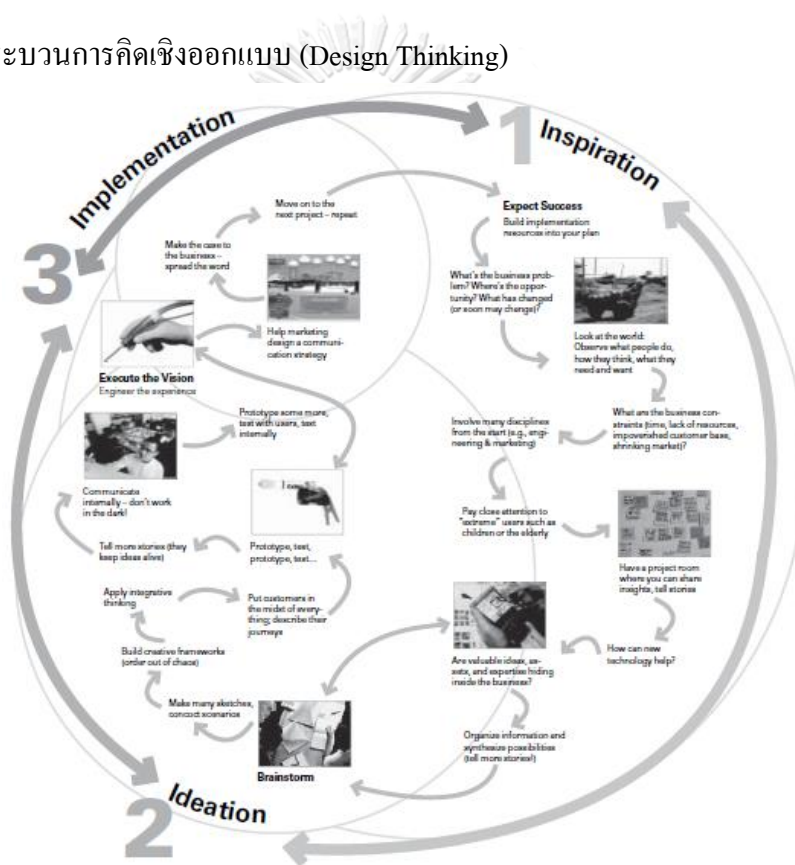 ะบวนการคิดเชิงออกแบบ (Design Thinking)
1
Inspiration
Expect Success
Build implementation
resources into your plan
What's the business prob-
lem? Where's the oppor-
tunity? What has changed
(or soon may change)?
Look at the world:
Observe what people do,
how they think, what they
need and want
What are the business con-
straints (time, lack of resources,
impoverished customer base,
shrinking market)?
Involve many disciplines
from the start (e.g., engi-
neering & marketing)
Pay close attention to
"extreme" users such as
children or the elderly
Have a project room
where you can share
insights, tell stories
How can new
technology help?
Are valuable ideas, as-
sets, and expertise hiding
inside the business?
Organize information and
synthesize possibilities
(tell more stories!)
2
Ideation
Brainstorm
Make many sketches,
concoct scenarios
Build creative frameworks
(order out of chaos)
Apply integrative
thinking
Put customers in
the midst of every-
thing; describe their
journeys
Prototype, test,
prototype, test...
Tell more stories (they
keep ideas alive)
Communicate
internally – don't work
in the dark!
Prototype some more,
test with users, test
internally
3
Implementation
Execute the Vision
Engineer the experience
Help marketing
design a communi-
cation strategy
Make the case to
the business –
spread the word
Move on to the
next project – repeat